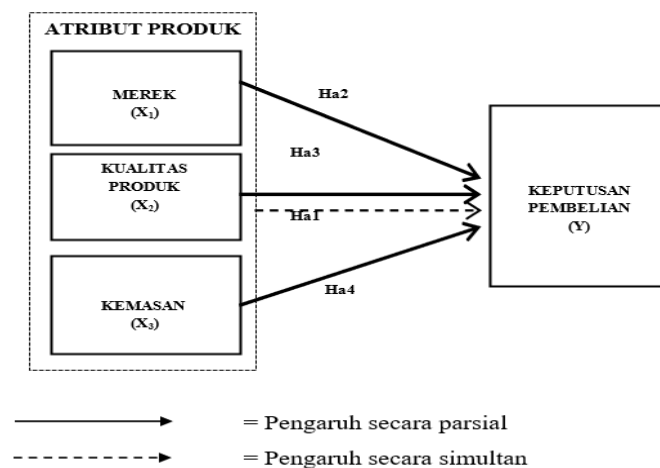 ATRIBUT PRODUK
MEREK
(X₁)
Ha2
Ha3
KUALITAS
PRODUK
(X₂)
Ha1
KEPUTUSAN
PEMBELIAN
(Y)
KEMASAN
(X₃)
Ha4
= Pengaruh secara parsial
= Pengaruh secara simultan